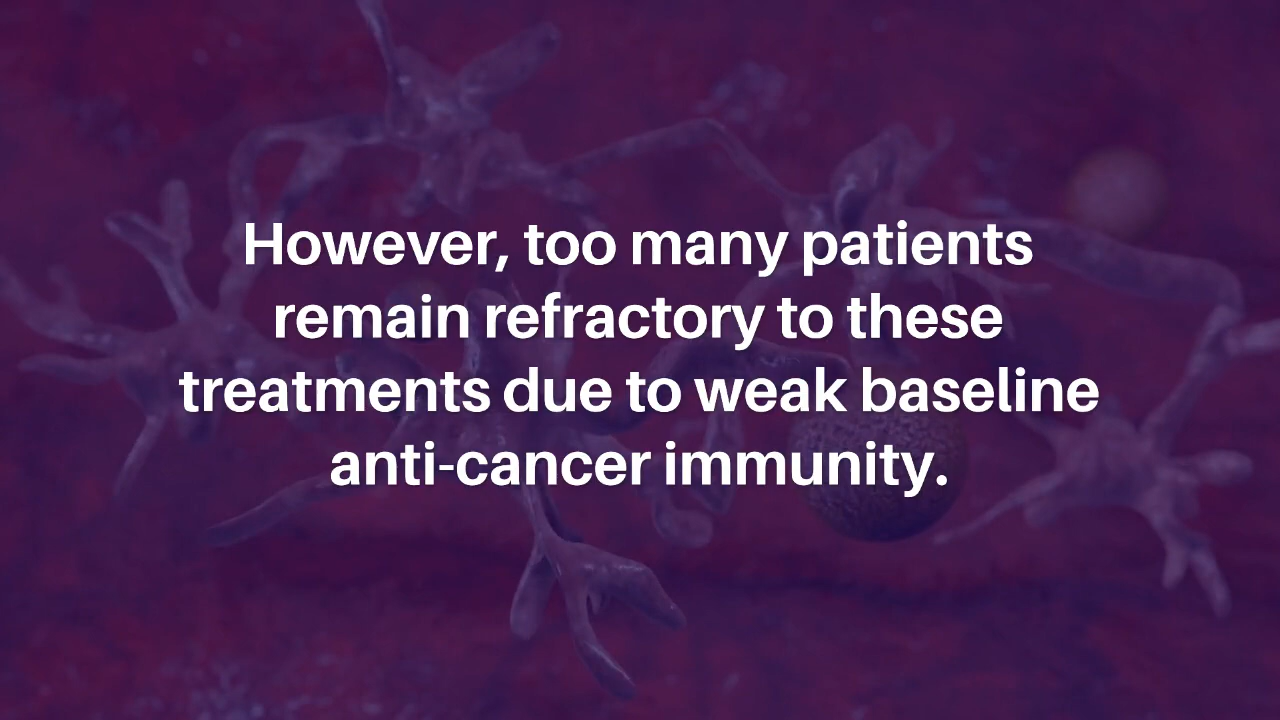 However, too many patients
remain refractory to these
treatments due to weak baseline
anti-cancer immunity.